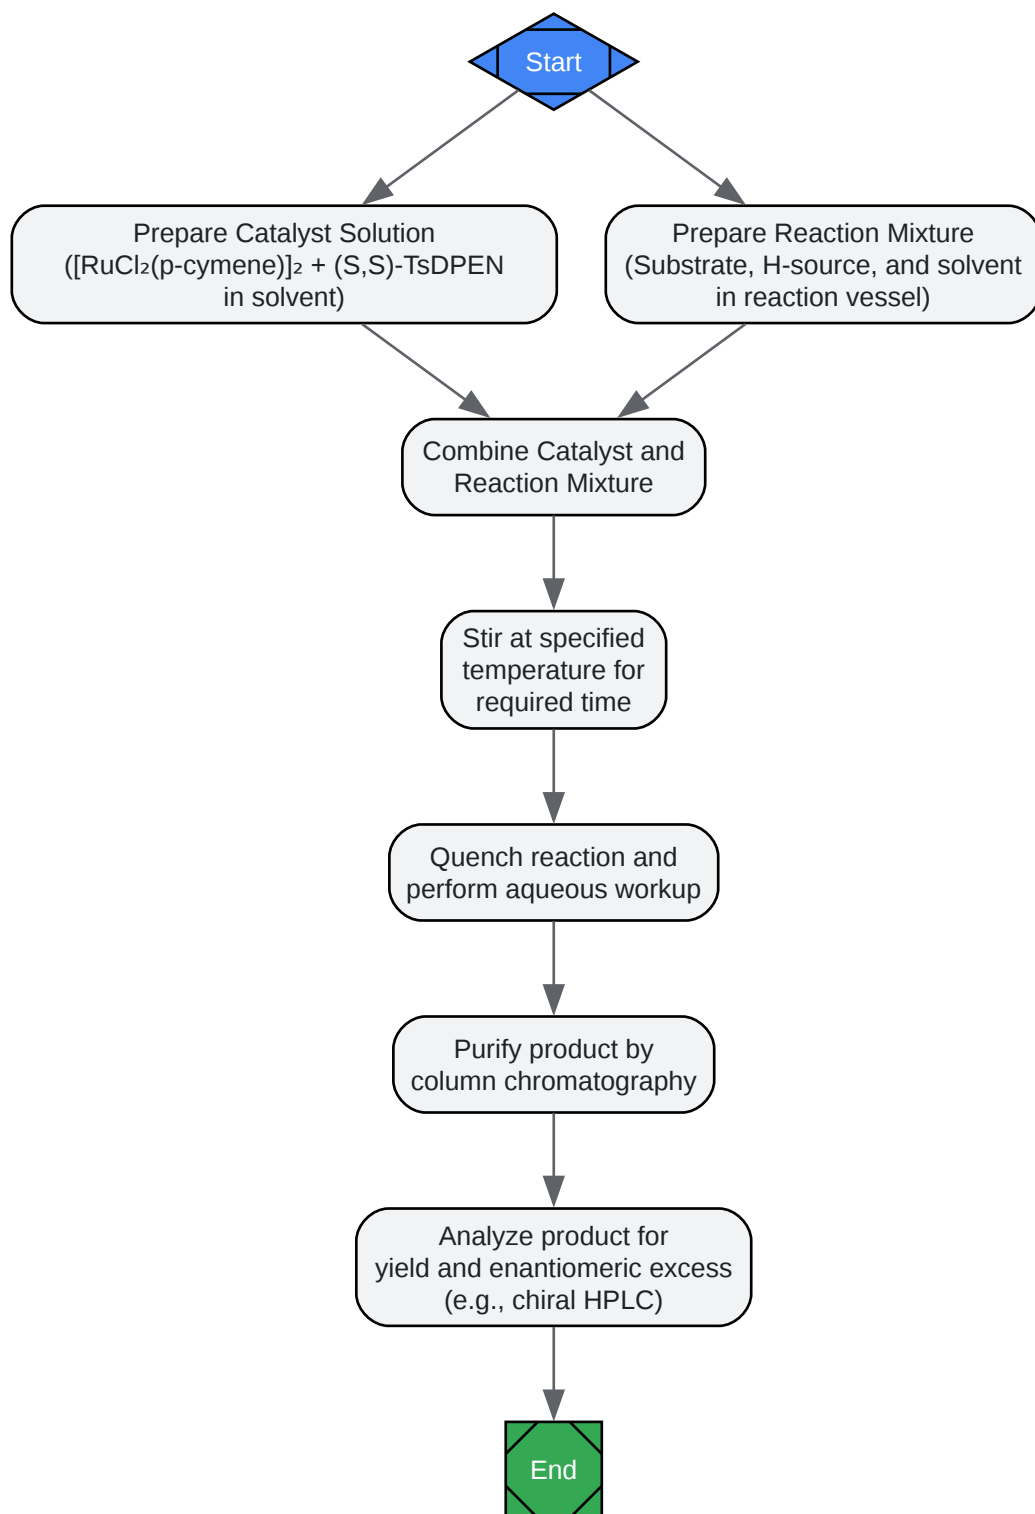 Start
Prepare Catalyst Solution
([RuCl₂(p-cymene)]₂ + (S,S)-TsDPEN
in solvent)
Prepare Reaction Mixture
(Substrate, H-source, and solvent
in reaction vessel)
Combine Catalyst and
Reaction Mixture
Stir at specified
temperature for
required time
Quench reaction and
perform aqueous workup
Purify product by
column chromatography
Analyze product for
yield and enantiomeric excess
(e.g., chiral HPLC)
End